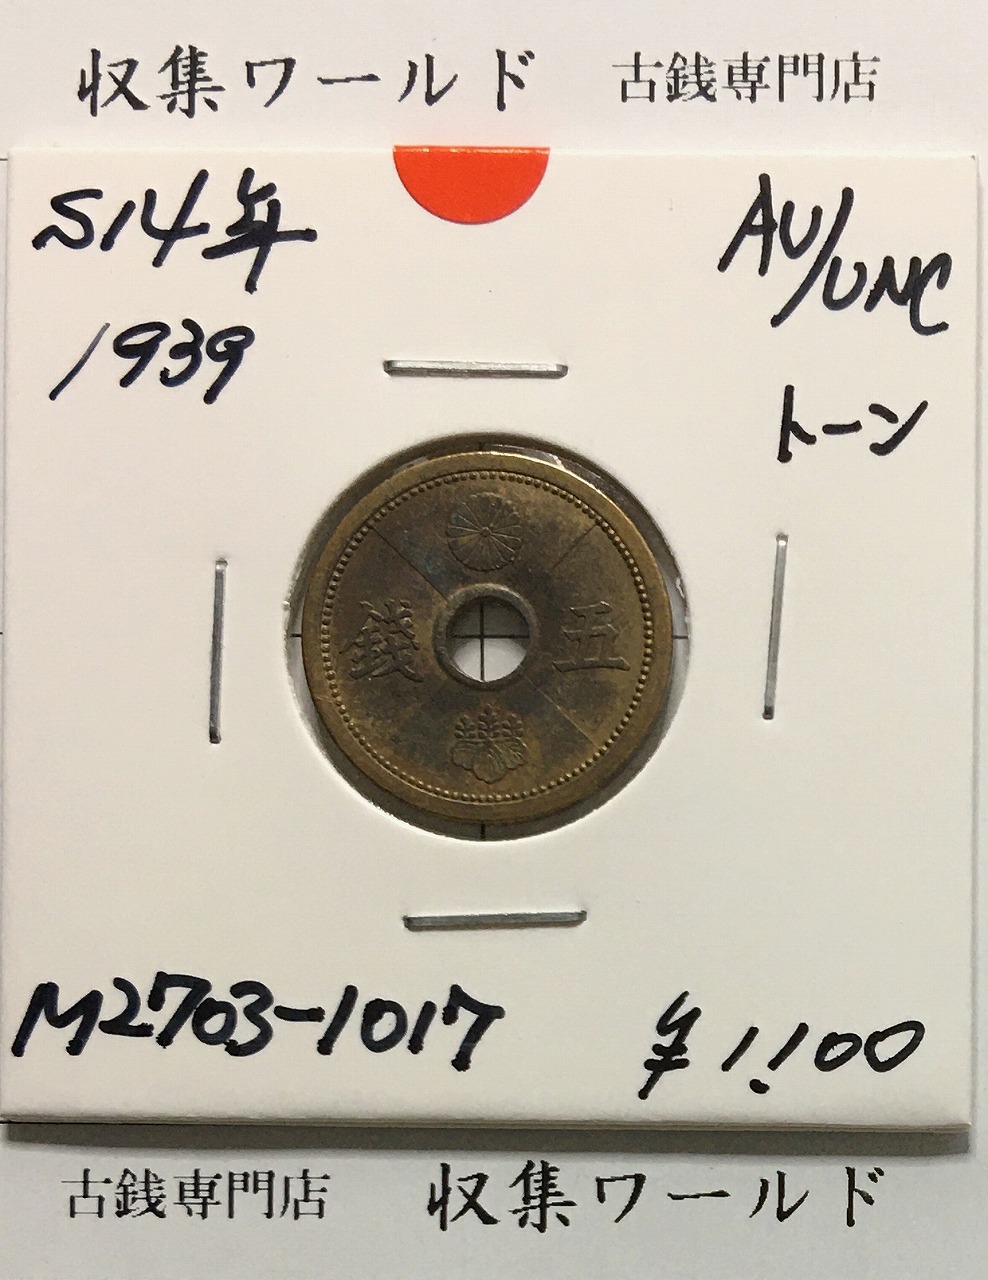 収集ワールド 古銭専門店
S14年
1939
AU/UNC
トーン
銭 五
M2703-1017
¥1,100
古銭専門店 収集ワールド